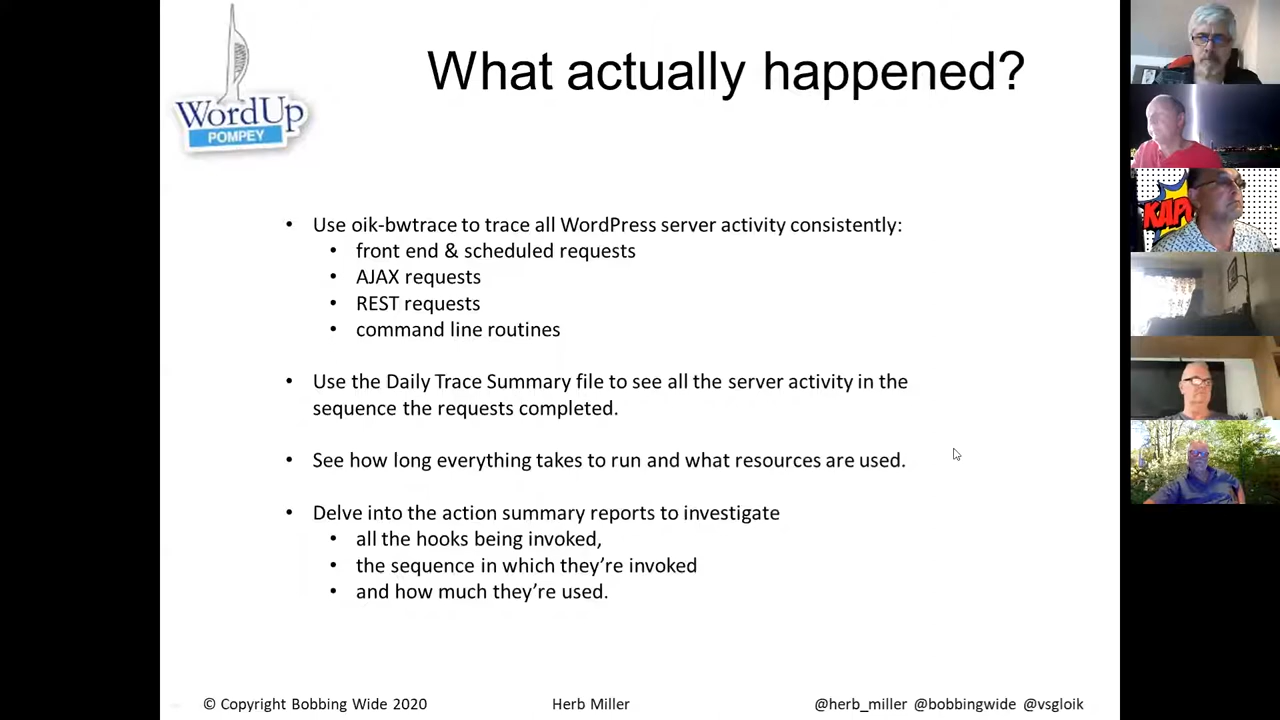 What actually happened?
WordUp
POMPEY
• Use oik-bwtrace to trace all WordPress server activity consistently:
• front end & scheduled requests
• AJAX requests
• REST requests
• command line routines
• Use the Daily Trace Summary file to see all the server activity in the
sequence the requests completed.
• See how long everything takes to run and what resources are used.
• Delve into the action summary reports to investigate
• all the hooks being invoked,
• the sequence in which they’re invoked
• and how much they’re used.
© Copyright Bobbing Wide 2020
Herb Miller
@herb_miller @bobbingwide @vsgloik